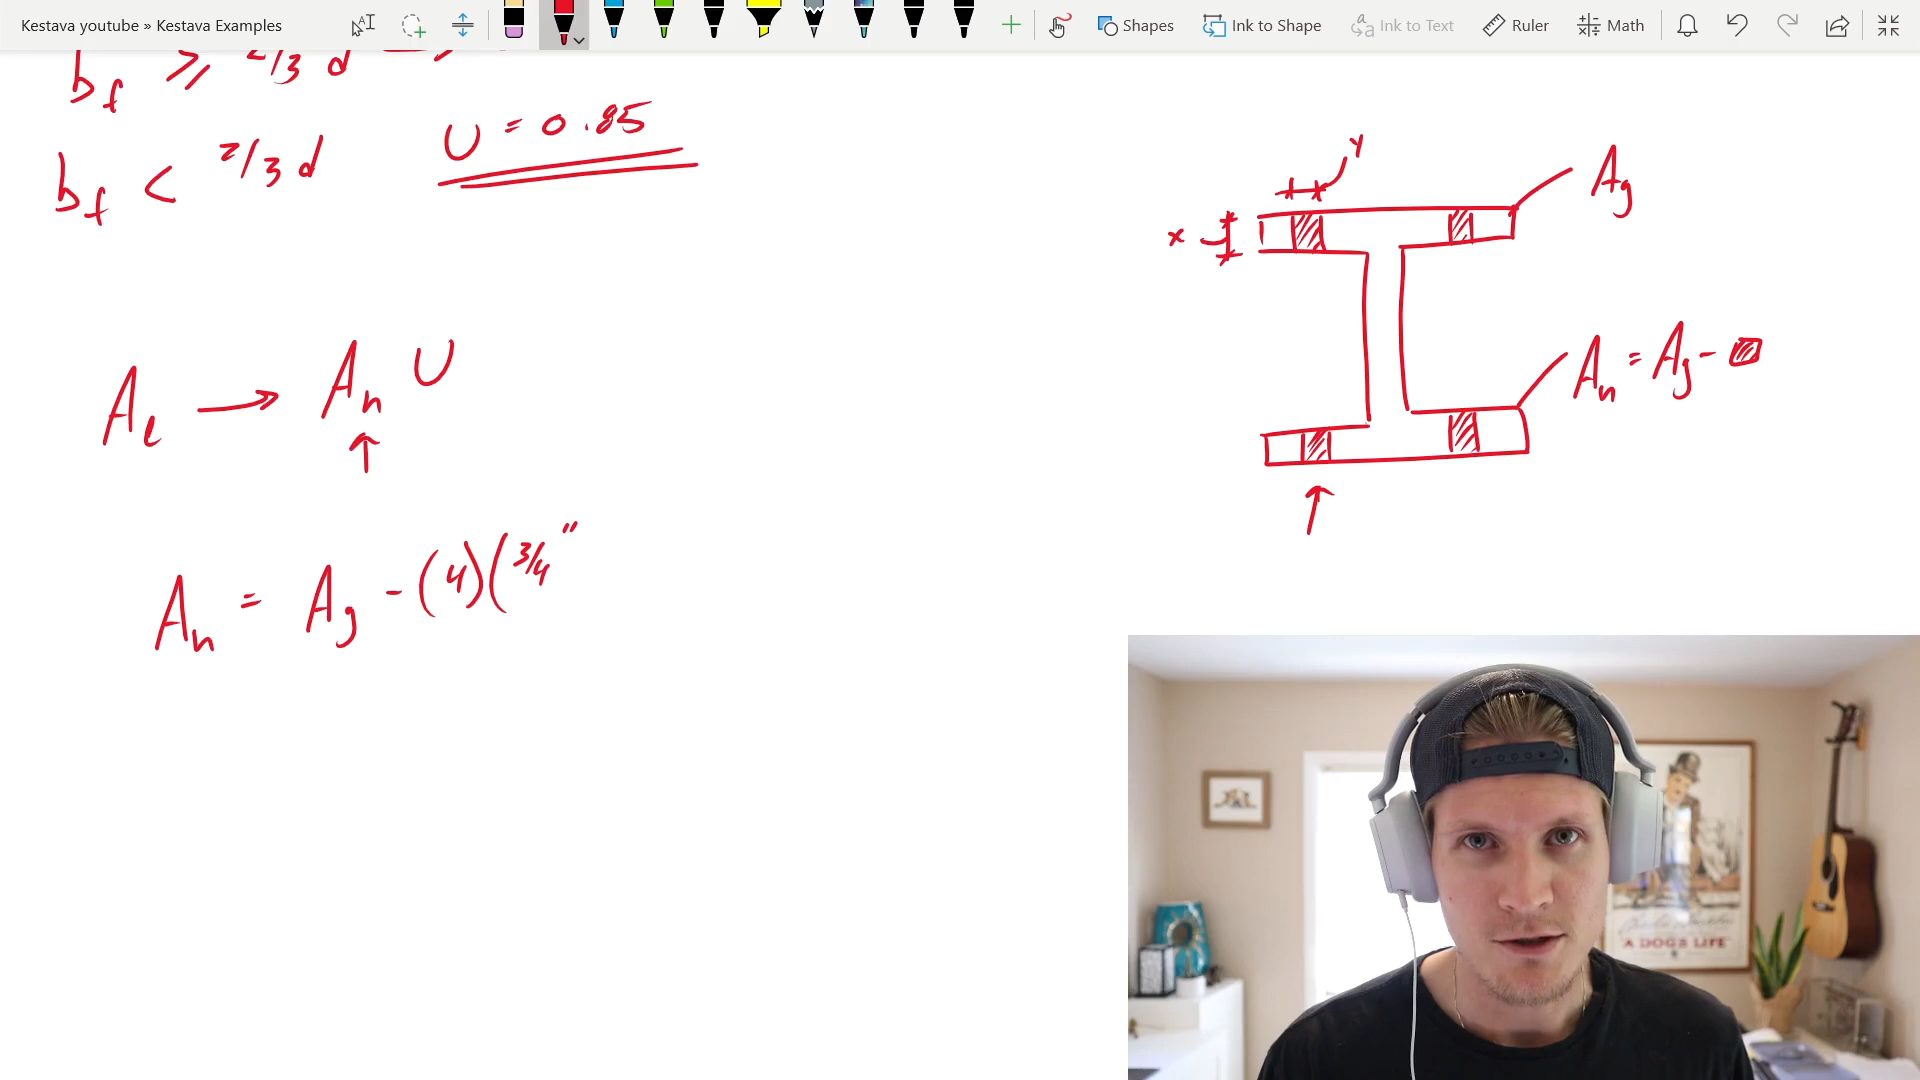 Kestava youtube » Kestava Examples
Shapes
Ink to Shape
Ink to Text
Ruler
Math
bf ≥ 2/3 d
bf < 2/3 d U = 0.85
y
x
Ag
Ae → An U
An = Ag -
An = Ag - (4)(3/4"
A DOG'S LIFE